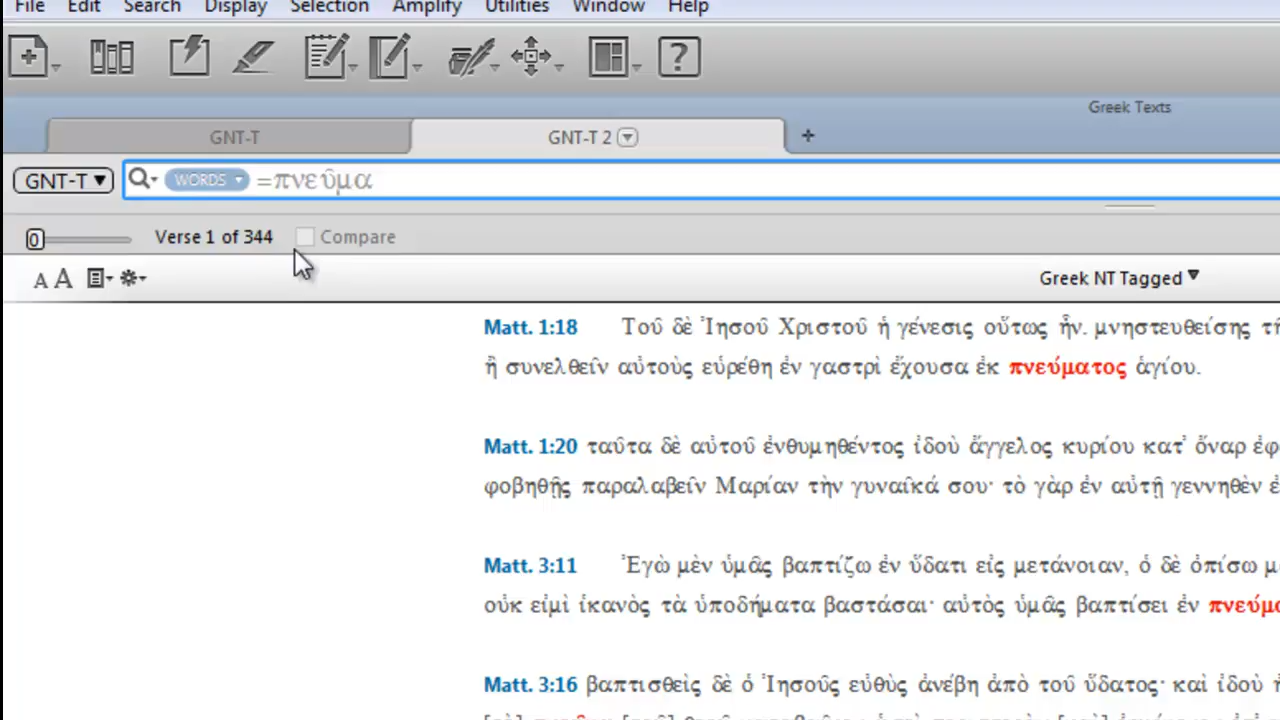 File Edit Search Display Selection Amplify Utilities Window Help
Greek Texts
GNT-T GNT-T 2
GNT-T WORDS =πνεῦμα
0 Verse 1 of 344 Compare
A A Greek NT Tagged
Matt. 1:18 Τοῦ δὲ Ἰησοῦ Χριστοῦ ἡ γένεσις οὕτως ἦν. μνηστευθείσης
ἢ συνελθεῖν αὐτοὺς εὑρέθη ἐν γαστρὶ ἔχουσα ἐκ πνεύματος ἁγίου.
Matt. 1:20 ταῦτα δὲ αὐτοῦ ἐνθυμηθέντος ἰδοὺ ἄγγελος κυρίου κατ’ ὄναρ
φοβηθῇς παραλαβεῖν Μαρίαν τὴν γυναῖκά σου· τὸ γὰρ ἐν αὐτῇ γεννηθὲν
Matt. 3:11 Ἐγὼ μὲν ὑμᾶς βαπτίζω ἐν ὕδατι εἰς μετάνοιαν, ὁ δὲ ὀπίσω
οὐκ εἰμὶ ἱκανὸς τὰ ὑποδήματα βαστάσαι· αὐτὸς ὑμᾶς βαπτίσει ἐν
Matt. 3:16 βαπτισθεὶς δὲ ὁ Ἰησοῦς εὐθὺς ἀνέβη ἀπὸ τοῦ ὕδατος· καὶ ἰδοὺ